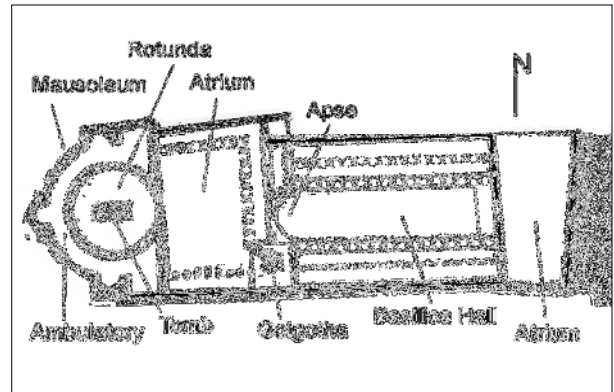 Rotunda
Mausoleum
Atrium
Apse
N
Ambulatory
Tomb
Golgotha
Basilica Hall
Atrium